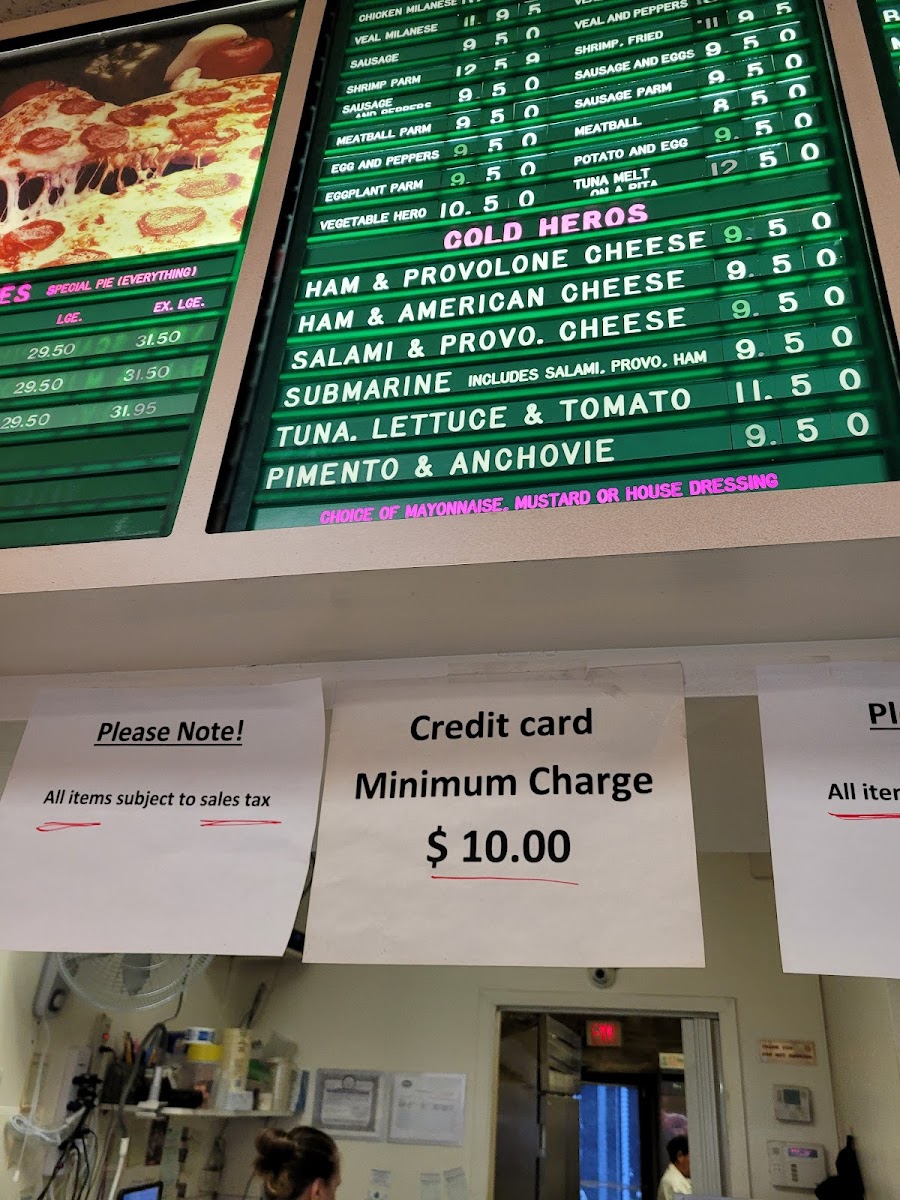 ES SPECIAL PIE (EVERYTHING)
LGE. EX. LGE.
29.50 31.50
29.50 31.50
29.50 31.95
CHICKEN MILANESE
VEAL MILANESE 11.95
SAUSAGE 9.50
SHRIMP PARM 12.59
SAUSAGE AND PEPPERS 9.50
MEATBALL PARM 9.50
EGG AND PEPPERS 9.50
EGGPLANT PARM 9.50
VEGETABLE HERO 10.50
VEAL AND PEPPERS
SHRIMP, FRIED 11.95
SAUSAGE AND EGGS 9.50
SAUSAGE PARM 9.50
MEATBALL 8.50
POTATO AND EGG 9.50
TUNA MELT ON A PITA 12.50
COLD HEROS
HAM & PROVOLONE CHEESE 9.50
HAM & AMERICAN CHEESE 9.50
SALAMI & PROVO. CHEESE 9.50
SUBMARINE INCLUDES SALAMI, PROVO. HAM 9.50
TUNA. LETTUCE & TOMATO 11.50
PIMENTO & ANCHOVIE 9.50
CHOICE OF MAYONNAISE, MUSTARD OR HOUSE DRESSING
Please Note!
All items subject to sales tax
Credit card
Minimum Charge
$ 10.00
Pl
All iter